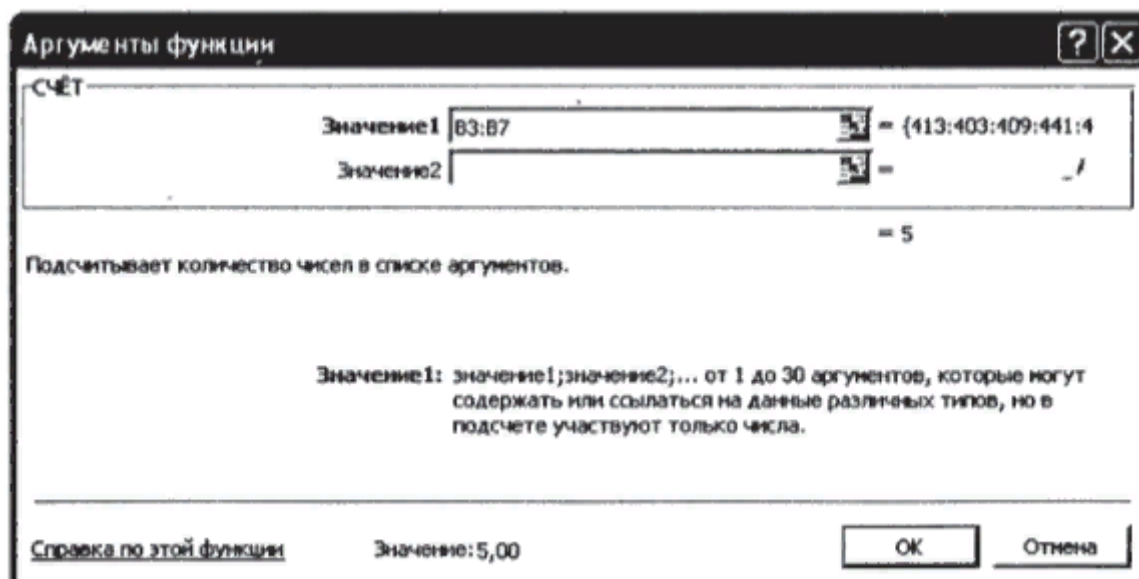 Аргументы функции
СЧЁТ
Значение1 B3:B7 = {413:403:409:441:4
Значение2 =
= 5
Подсчитывает количество чисел в списке аргументов.
Значение1: значение1;значение2;... от 1 до 30 аргументов, которые могут
содержать или ссылаться на данные различных типов, но в
подсчете участвуют только числа.
Справка по этой функции Значение:5,00 ОК Отмена